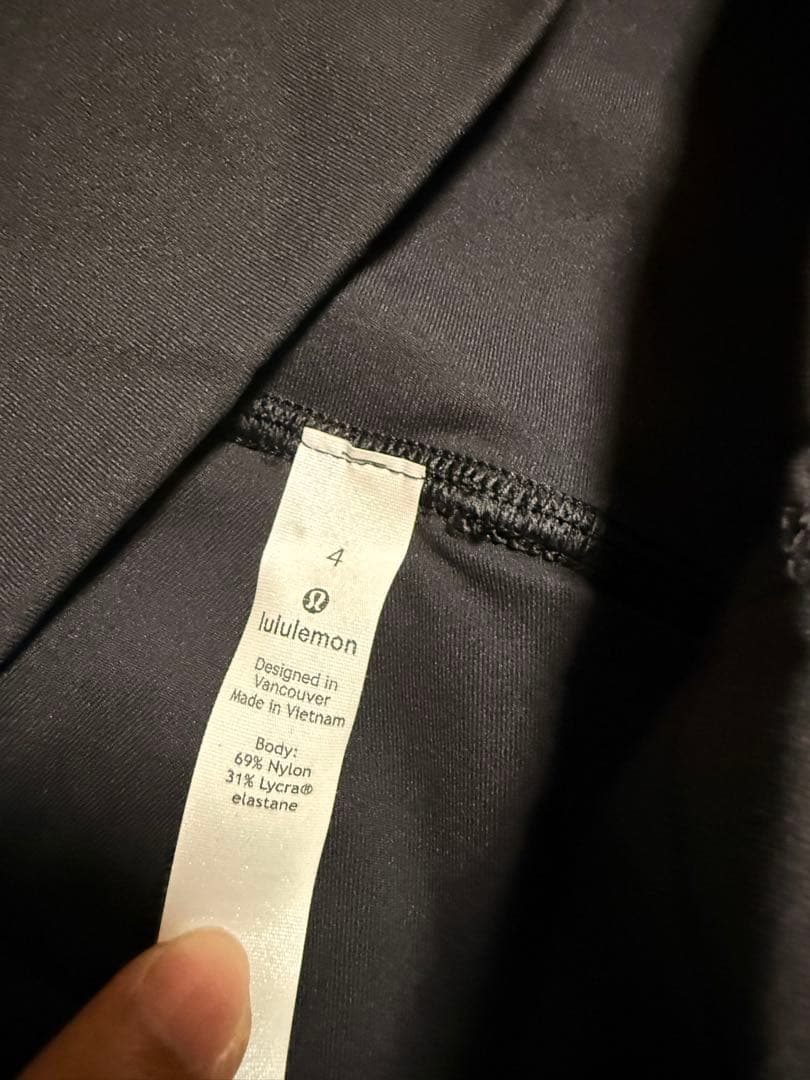 4
lululemon
Designed in
Vancouver
Made in Vietnam
Body:
69% Nylon
31% Lycra®
elastane